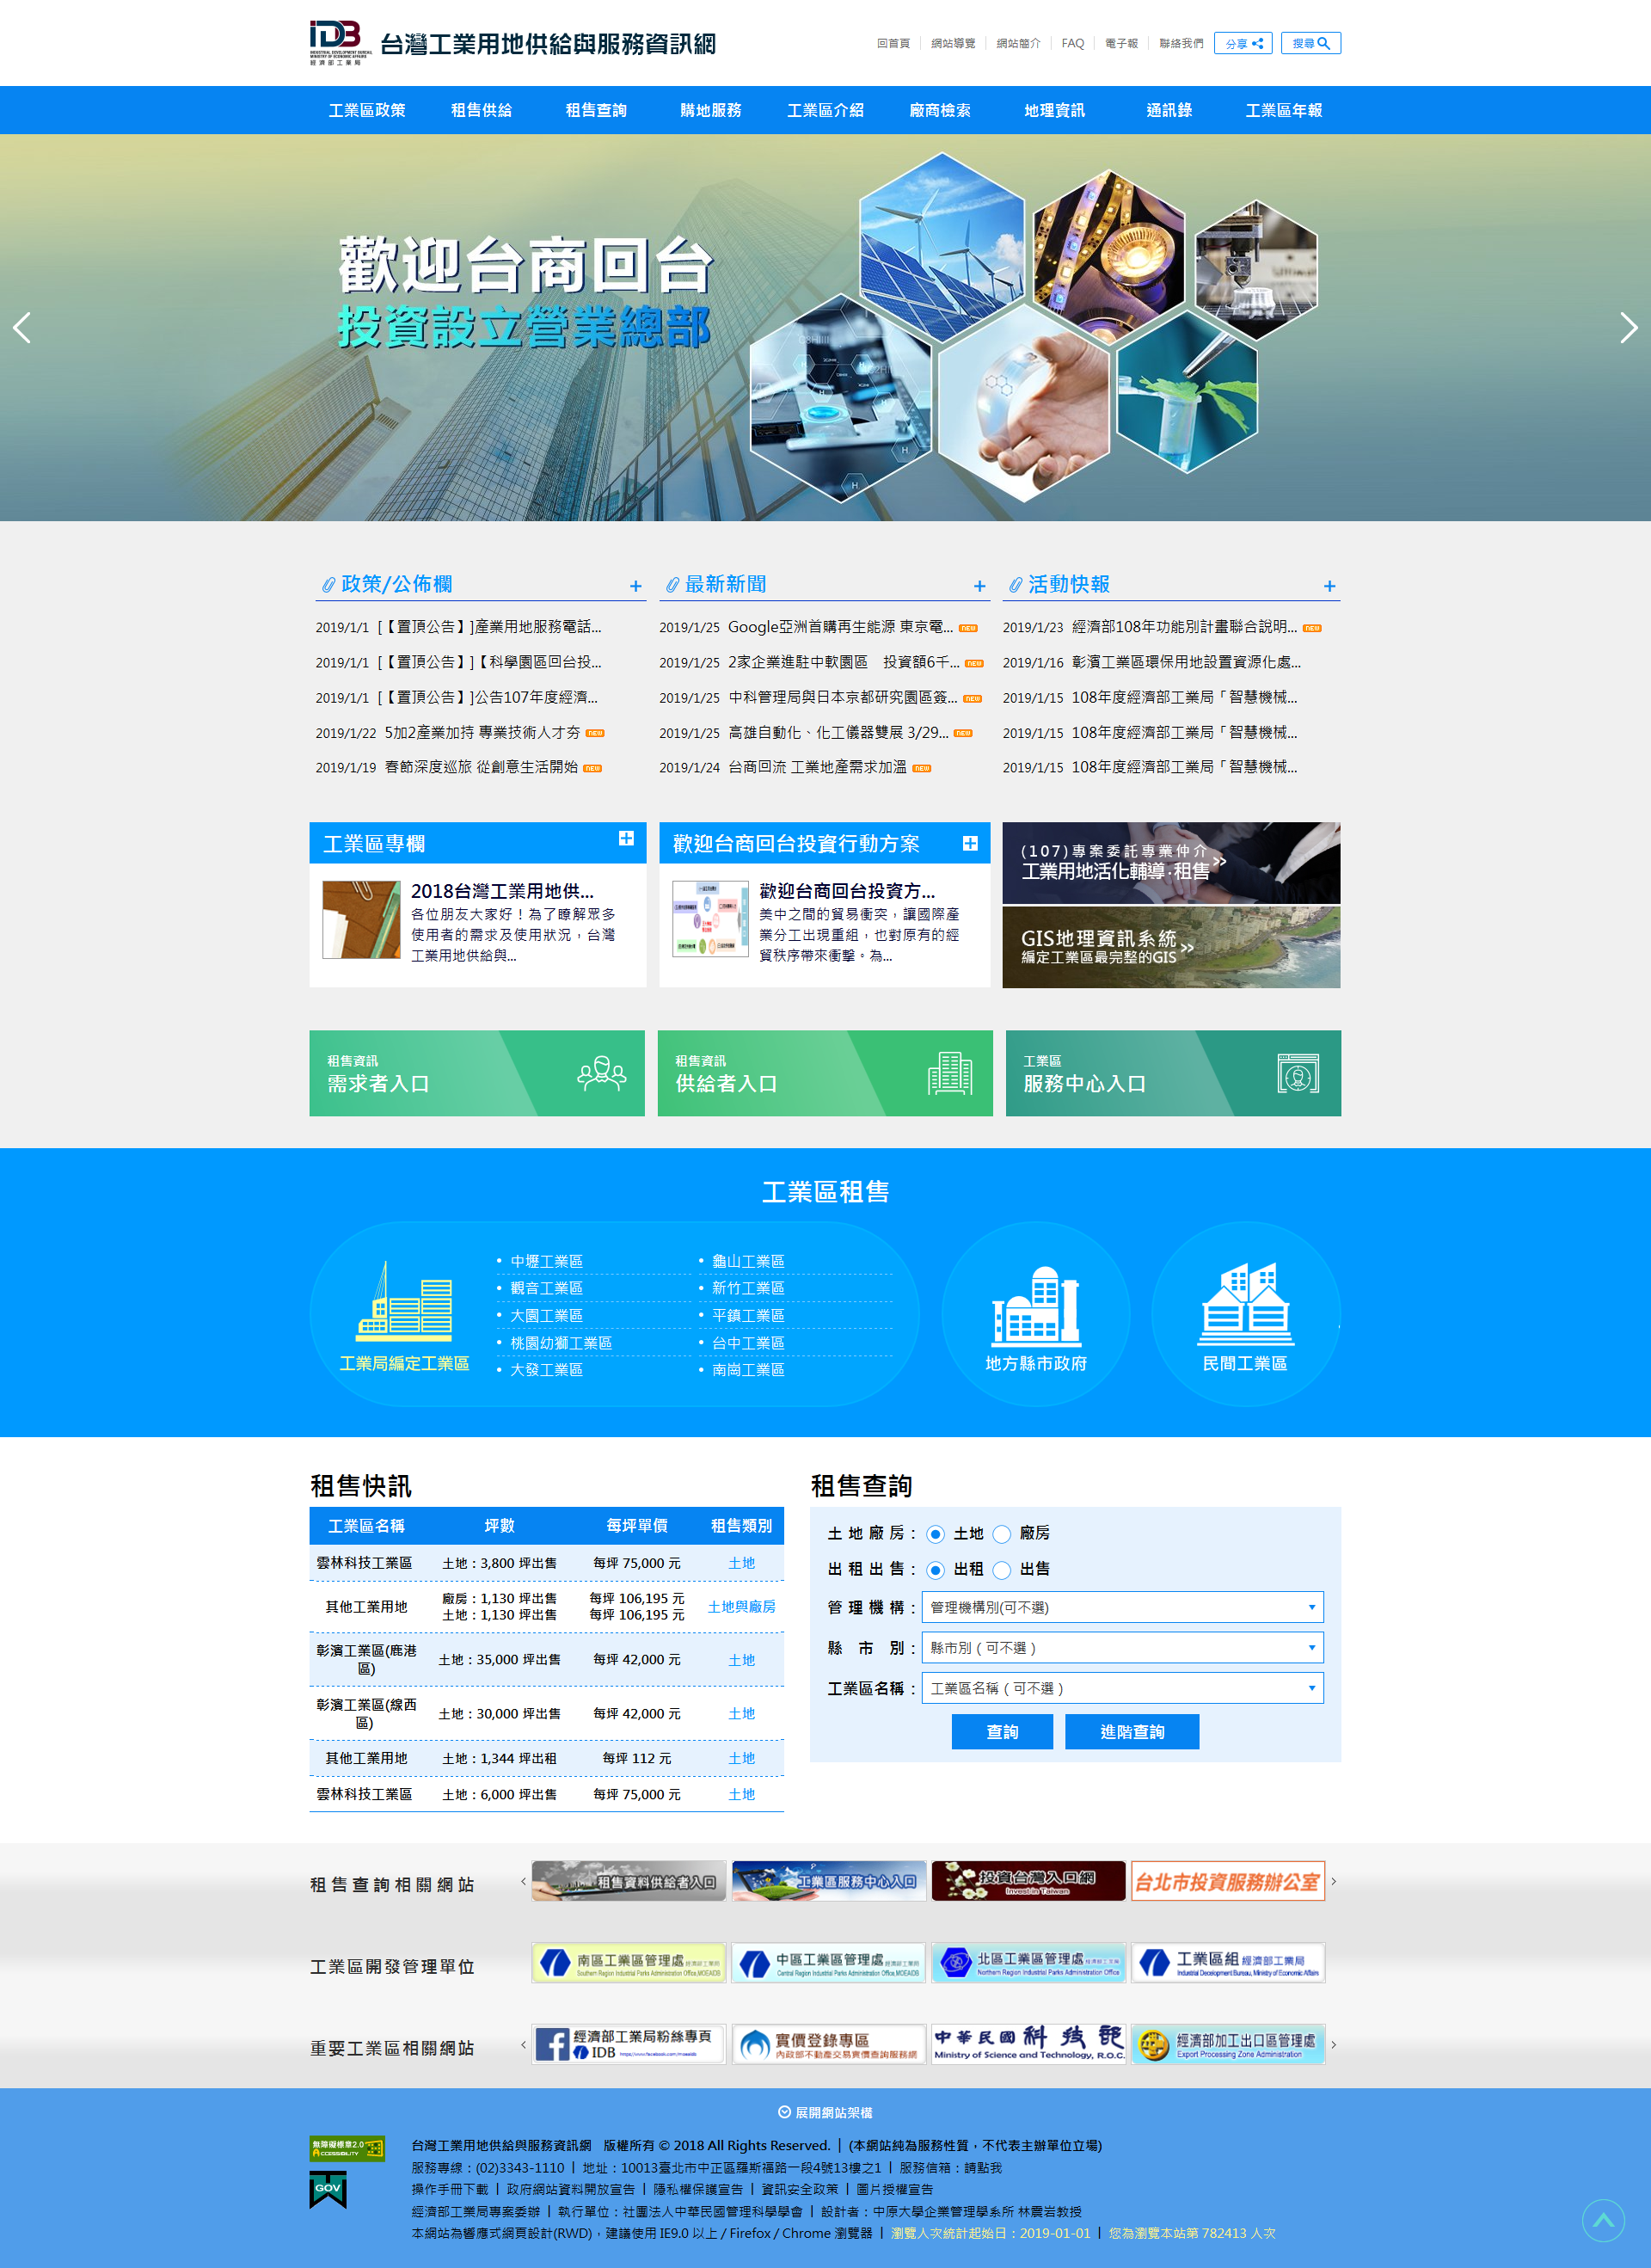 IDB
INDUSTRIAL DEVELOPMENT BUREAU
MINISTRY OF ECONOMIC AFFAIRS
經濟部工業局
台灣工業用地供給與服務資訊網
回首頁 網站導覽 網站簡介 FAQ 電子報 聯絡我們 分享 搜尋
工業區政策 租售供給 租售查詢 購地服務 工業區介紹 廠商檢索 地理資訊 通訊錄 工業區年報
歡迎台商回台
投資設立營業總部
政策/公佈欄 +
2019/1/1 [【置頂公告】]產業用地服務電話...
2019/1/1 [【置頂公告】]【科學園區回台投...
2019/1/1 [【置頂公告】]公告107年度經濟...
2019/1/22 5加2產業加持 專業技術人才夯 NEW
2019/1/19 春節深度巡旅 從創意生活開始 NEW
最新新聞 +
2019/1/25 Google亞洲首購再生能源 東京電... NEW
2019/1/25 2家企業進駐中軟園區　投資額6千... NEW
2019/1/25 中科管理局與日本京都研究園區簽... NEW
2019/1/25 高雄自動化、化工儀器雙展 3/29... NEW
2019/1/24 台商回流 工業地產需求加溫 NEW
活動快報 +
2019/1/23 經濟部108年功能別計畫聯合說明... NEW
2019/1/16 彰濱工業區環保用地設置資源化處...
2019/1/15 108年度經濟部工業局「智慧機械...
2019/1/15 108年度經濟部工業局「智慧機械...
2019/1/15 108年度經濟部工業局「智慧機械...
工業區專欄
2018台灣工業用地供...
各位朋友大家好！為了瞭解眾多
使用者的需求及使用狀況，台灣
工業用地供給與...
歡迎台商回台投資行動方案
歡迎台商回台投資方...
美中之間的貿易衝突，讓國際產
業分工出現重組，也對原有的經
貿秩序帶來衝擊。為...
(107)專案委託專業仲介
工業用地活化輔導·租售 >>
GIS地理資訊系統
編定工業區最完整的GIS >>
租售資訊
需求者入口
租售資訊
供給者入口
工業區
服務中心入口
工業區租售
工業局編定工業區
• 中壢工業區 • 龜山工業區
• 觀音工業區 • 新竹工業區
• 大園工業區 • 平鎮工業區
• 桃園幼獅工業區 • 台中工業區
• 大發工業區 • 南崗工業區
地方縣市政府
民間工業區
租售快訊
工業區名稱 坪數 每坪單價 租售類別
雲林科技工業區 土地：3,800 坪出售 每坪 75,000 元 土地
其他工業用地 廠房：1,130 坪出售 每坪 106,195 元 土地與廠房
土地：1,130 坪出售 每坪 106,195 元
彰濱工業區(鹿港區) 土地：35,000 坪出售 每坪 42,000 元 土地
彰濱工業區(線西區) 土地：30,000 坪出售 每坪 42,000 元 土地
其他工業用地 土地：1,344 坪出租 每坪 112 元 土地
雲林科技工業區 土地：6,000 坪出售 每坪 75,000 元 土地
租售查詢
土地廠房： 土地 廠房
出租出售： 出租 出售
管理機構： 管理機構別(可不選)
縣市別： 縣市別（可不選）
工業區名稱： 工業區名稱（可不選）
查詢 進階查詢
租售查詢相關網站
租售資料供給者入口
工業區服務中心入口
投資台灣入口網
Invest in Taiwan
台北市投資服務辦公室
工業區開發管理單位
南區工業區管理處 經濟部工業局
Southern Region Industrial Parks Administration Office,MOEAIDB
中區工業區管理處 經濟部工業局
Central Region Industrial Parks Administration Office,MOEAIDB
北區工業區管理處 經濟部工業局
Northern Region Industrial Parks Administration Office
工業區組 經濟部工業局
Industrial Development Bureau, Ministry of Economic Affairs
重要工業區相關網站
經濟部工業局粉絲專頁
IDB https://www.facebook.com/moeaidb
實價登錄專區
內政部不動產交易實價查詢服務網
中華民國 科技部
Ministry of Science and Technology, R.O.C.
經濟部加工出口區管理處
Export Processing Zone Administration
展開網站架構
無障礙標章2.0
ACCESSIBILITY
GOV
台灣工業用地供給與服務資訊網　版權所有 © 2018 All Rights Reserved. | (本網站純為服務性質，不代表主辦單位立場)
服務專線：(02)3343-1110 | 地址：10013臺北市中正區羅斯福路一段4號13樓之1 | 服務信箱：請點我
操作手冊下載 | 政府網站資料開放宣告 | 隱私權保護宣告 | 資訊安全政策 | 圖片授權宣告
經濟部工業局專案委辦 | 執行單位：社團法人中華民國管理科學學會 | 設計者：中原大學企業管理學系所 林震岩教授
本網站為響應式網頁設計(RWD)，建議使用 IE9.0 以上 / Firefox / Chrome 瀏覽器 | 瀏覽人次統計起始日：2019-01-01 | 您為瀏覽本站第 782413 人次